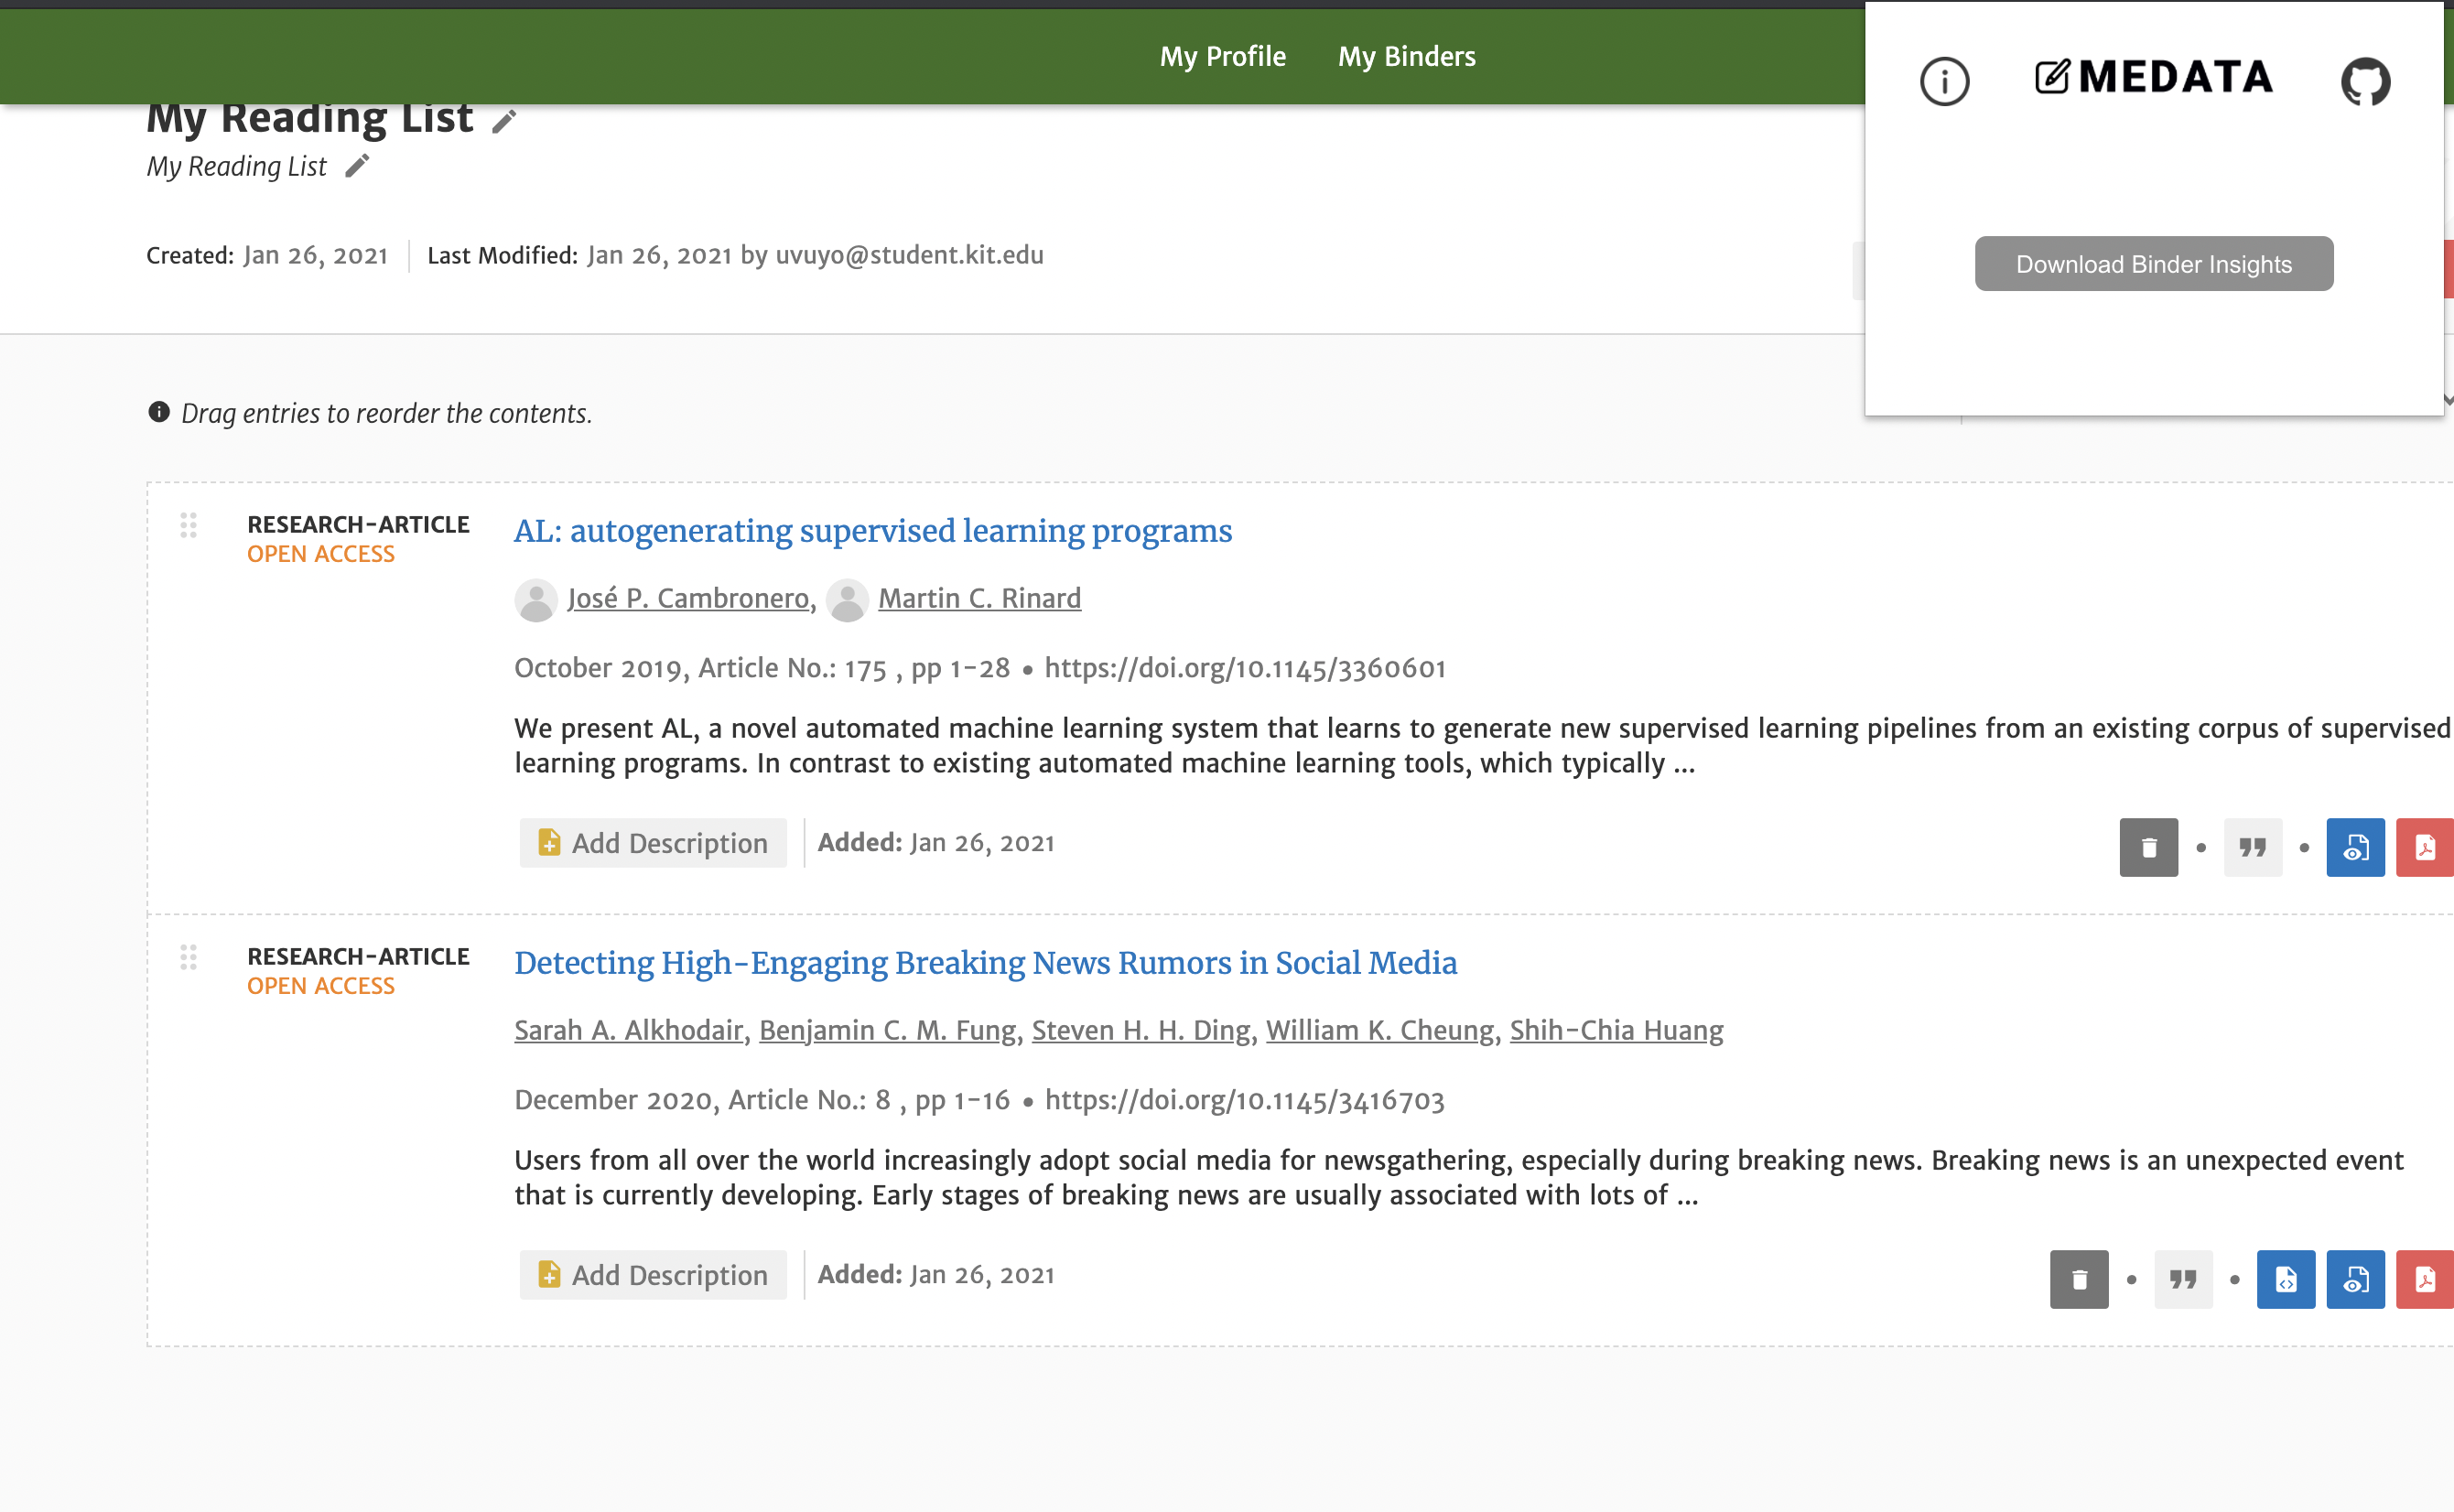 My Profile My Binders
MEDATA
Download Binder Insights
My Reading List
My Reading List
Created: Jan 26, 2021 Last Modified: Jan 26, 2021 by uvuyo@student.kit.edu
Drag entries to reorder the contents.
RESEARCH-ARTICLE
OPEN ACCESS
AL: autogenerating supervised learning programs
José P. Cambronero, Martin C. Rinard
October 2019, Article No.: 175 , pp 1–28 • https://doi.org/10.1145/3360601
We present AL, a novel automated machine learning system that learns to generate new supervised learning pipelines from an existing corpus of supervised
learning programs. In contrast to existing automated machine learning tools, which typically ...
Add Description Added: Jan 26, 2021
RESEARCH-ARTICLE
OPEN ACCESS
Detecting High-Engaging Breaking News Rumors in Social Media
Sarah A. Alkhodair, Benjamin C. M. Fung, Steven H. H. Ding, William K. Cheung, Shih-Chia Huang
December 2020, Article No.: 8 , pp 1–16 • https://doi.org/10.1145/3416703
Users from all over the world increasingly adopt social media for newsgathering, especially during breaking news. Breaking news is an unexpected event
that is currently developing. Early stages of breaking news are usually associated with lots of ...
Add Description Added: Jan 26, 2021